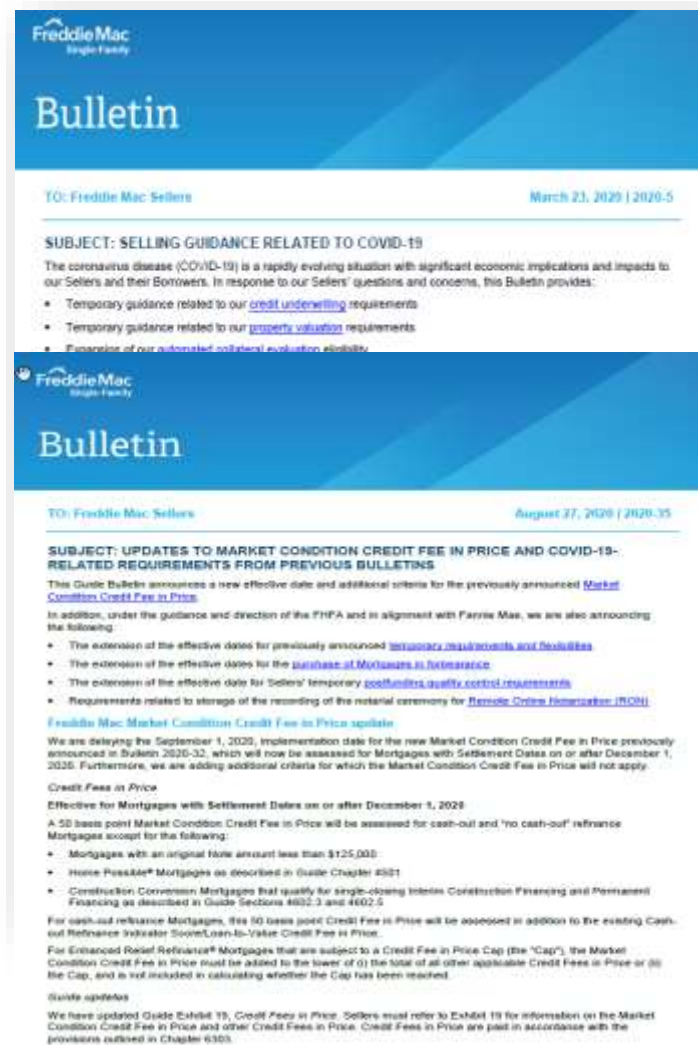 FreddieMac
Single-Family
Bulletin
TO: Freddie Mac Sellers March 23, 2020 | 2020-5
SUBJECT: SELLING GUIDANCE RELATED TO COVID-19
The coronavirus disease (COVID-19) is a rapidly evolving situation with significant economic implications and impacts to
our Sellers and their Borrowers. In response to our Sellers' questions and concerns, this Bulletin provides:
• Temporary guidance related to our credit underwriting requirements
• Temporary guidance related to our property valuation requirements
• Expansion of our automated collateral evaluation eligibility
FreddieMac
Single-Family
Bulletin
TO: Freddie Mac Sellers August 27, 2020 | 2020-35
SUBJECT: UPDATES TO MARKET CONDITION CREDIT FEE IN PRICE AND COVID-19-
RELATED REQUIREMENTS FROM PREVIOUS BULLETINS
This Guide Bulletin announces a new effective date and additional criteria for the previously announced Market
Condition Credit Fee in Price.
In addition, under the guidance and direction of the FHFA and in alignment with Fannie Mae, we are also announcing
the following:
• The extension of the effective dates for previously announced temporary requirements and flexibilities
• The extension of the effective dates for the purchase of Mortgages in forbearance
• The extension of the effective date for Sellers' temporary postfunding quality control requirements
• Requirements related to storage of the recording of the notarial ceremony for Remote Online Notarization (RON)
Freddie Mac Market Condition Credit Fee in Price update
We are delaying the September 1, 2020, implementation date for the new Market Condition Credit Fee in Price previously
announced in Bulletin 2020-32, which will now be assessed for Mortgages with Settlement Dates on or after December 1,
2020. Furthermore, we are adding additional criteria for which the Market Condition Credit Fee in Price will not apply.
Credit Fees in Price
Effective for Mortgages with Settlement Dates on or after December 1, 2020
A 50 basis point Market Condition Credit Fee in Price will be assessed for cash-out and "no cash-out" refinance
Mortgages except for the following:
• Mortgages with an original Note amount less than $125,000
• Home Possible® Mortgages as described in Guide Chapter 4501
• Construction Conversion Mortgages that qualify for single-closing Interim Construction Financing and Permanent
Financing as described in Guide Sections 4602.3 and 4602.5
For cash-out refinance Mortgages, this 50 basis point Credit Fee in Price will be assessed in addition to the existing Cash-
out Refinance Indicator Score/Loan-to-Value Credit Fee in Price.
For Enhanced Relief Refinance® Mortgages that are subject to a Credit Fee in Price Cap (the "Cap"), the Market
Condition Credit Fee in Price must be added to the lower of (i) the total of all other applicable Credit Fees in Price or (ii)
the Cap, and is not included in calculating whether the Cap has been reached.
Guide updates
We have updated Guide Exhibit 19, Credit Fees in Price. Sellers must refer to Exhibit 19 for information on the Market
Condition Credit Fee in Price and other Credit Fees in Price. Credit Fees in Price are paid in accordance with the
provisions outlined in Chapter 6303.